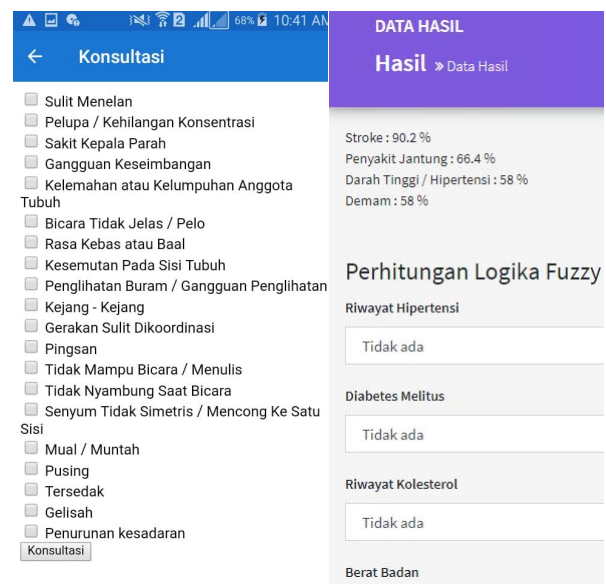 2 68% 10:41 AM
Konsultasi
Sulit Menelan
Pelupa / Kehilangan Konsentrasi
Sakit Kepala Parah
Gangguan Keseimbangan
Kelemahan atau Kelumpuhan Anggota
Tubuh
Bicara Tidak Jelas / Pelo
Rasa Kebas atau Baal
Kesemutan Pada Sisi Tubuh
Penglihatan Buram / Gangguan Penglihatan
Kejang - Kejang
Gerakan Sulit Dikoordinasi
Pingsan
Tidak Mampu Bicara / Menulis
Tidak Nyambung Saat Bicara
Senyum Tidak Simetris / Mencong Ke Satu
Sisi
Mual / Muntah
Pusing
Tersedak
Gelisah
Penurunan kesadaran
Konsultasi
DATA HASIL
Hasil » Data Hasil
Stroke : 90.2 %
Penyakit Jantung : 66.4 %
Darah Tinggi / Hipertensi : 58 %
Demam : 58 %
Perhitungan Logika Fuzzy
Riwayat Hipertensi
Tidak ada
Diabetes Melitus
Tidak ada
Riwayat Kolesterol
Tidak ada
Berat Badan